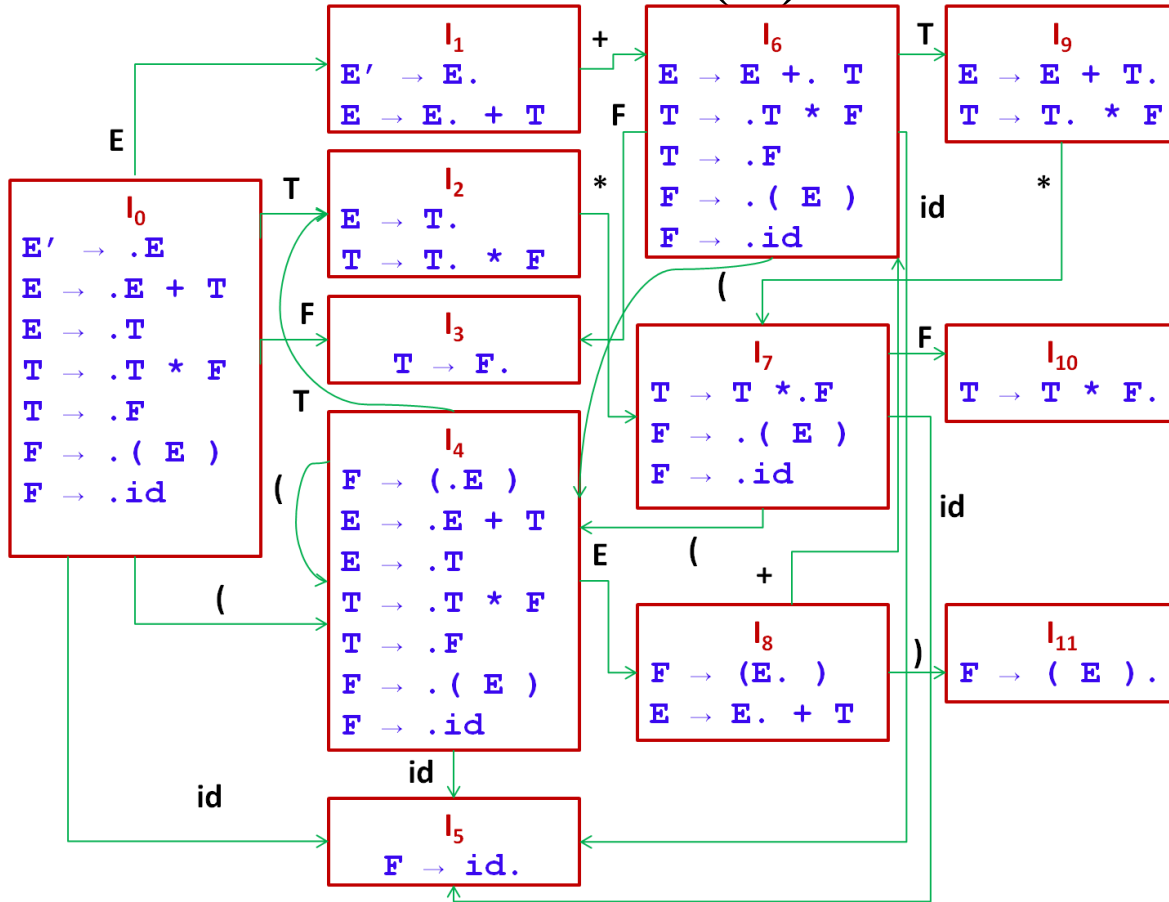 I0
E' → .E
E → .E + T
E → .T
T → .T * F
T → .F
F → .( E )
F → .id
E
T
F
(
id
I1
E' → E.
E → E. + T
+
I2
E → T.
T → T. * F
*
I3
T → F.
F
T
I4
F → (.E )
E → .E + T
E → .T
T → .T * F
T → .F
F → .( E )
F → .id
(
E
id
I5
F → id.
I6
E → E +. T
T → .T * F
T → .F
F → .( E )
F → .id
T
id
(
I7
T → T *.F
F → .( E )
F → .id
F
id
(
I8
F → (E. )
E → E. + T
+
)
I9
E → E + T.
T → T. * F
*
I10
T → T * F.
I11
F → ( E ).